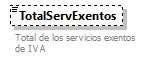 TotalServExentos
Total de los servicios exentos
de IVA